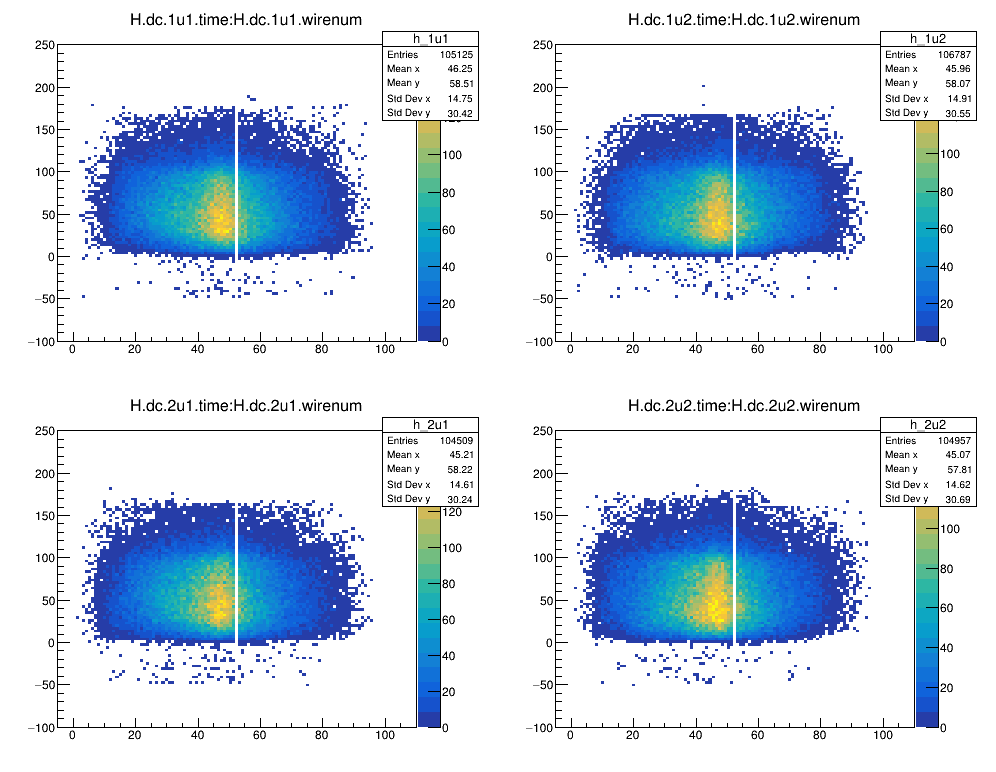 H.dc.1u1.time:H.dc.1u1.wirenum
h_1u1
Entries 105125
Mean x 46.25
Mean y 58.51
Std Dev x 14.75
Std Dev y 30.42
250
200
150
100
50
0
−50
−100
0 20 40 60 80 100
100
80
60
40
20
0
H.dc.1u2.time:H.dc.1u2.wirenum
h_1u2
Entries 106787
Mean x 45.96
Mean y 58.07
Std Dev x 14.91
Std Dev y 30.55
250
200
150
100
50
0
−50
−100
0 20 40 60 80 100
100
80
60
40
20
0
H.dc.2u1.time:H.dc.2u1.wirenum
h_2u1
Entries 104509
Mean x 45.21
Mean y 58.22
Std Dev x 14.61
Std Dev y 30.24
250
200
150
100
50
0
−50
−100
0 20 40 60 80 100
120
100
80
60
40
20
0
H.dc.2u2.time:H.dc.2u2.wirenum
h_2u2
Entries 104957
Mean x 45.07
Mean y 57.81
Std Dev x 14.62
Std Dev y 30.69
250
200
150
100
50
0
−50
−100
0 20 40 60 80 100
100
80
60
40
20
0